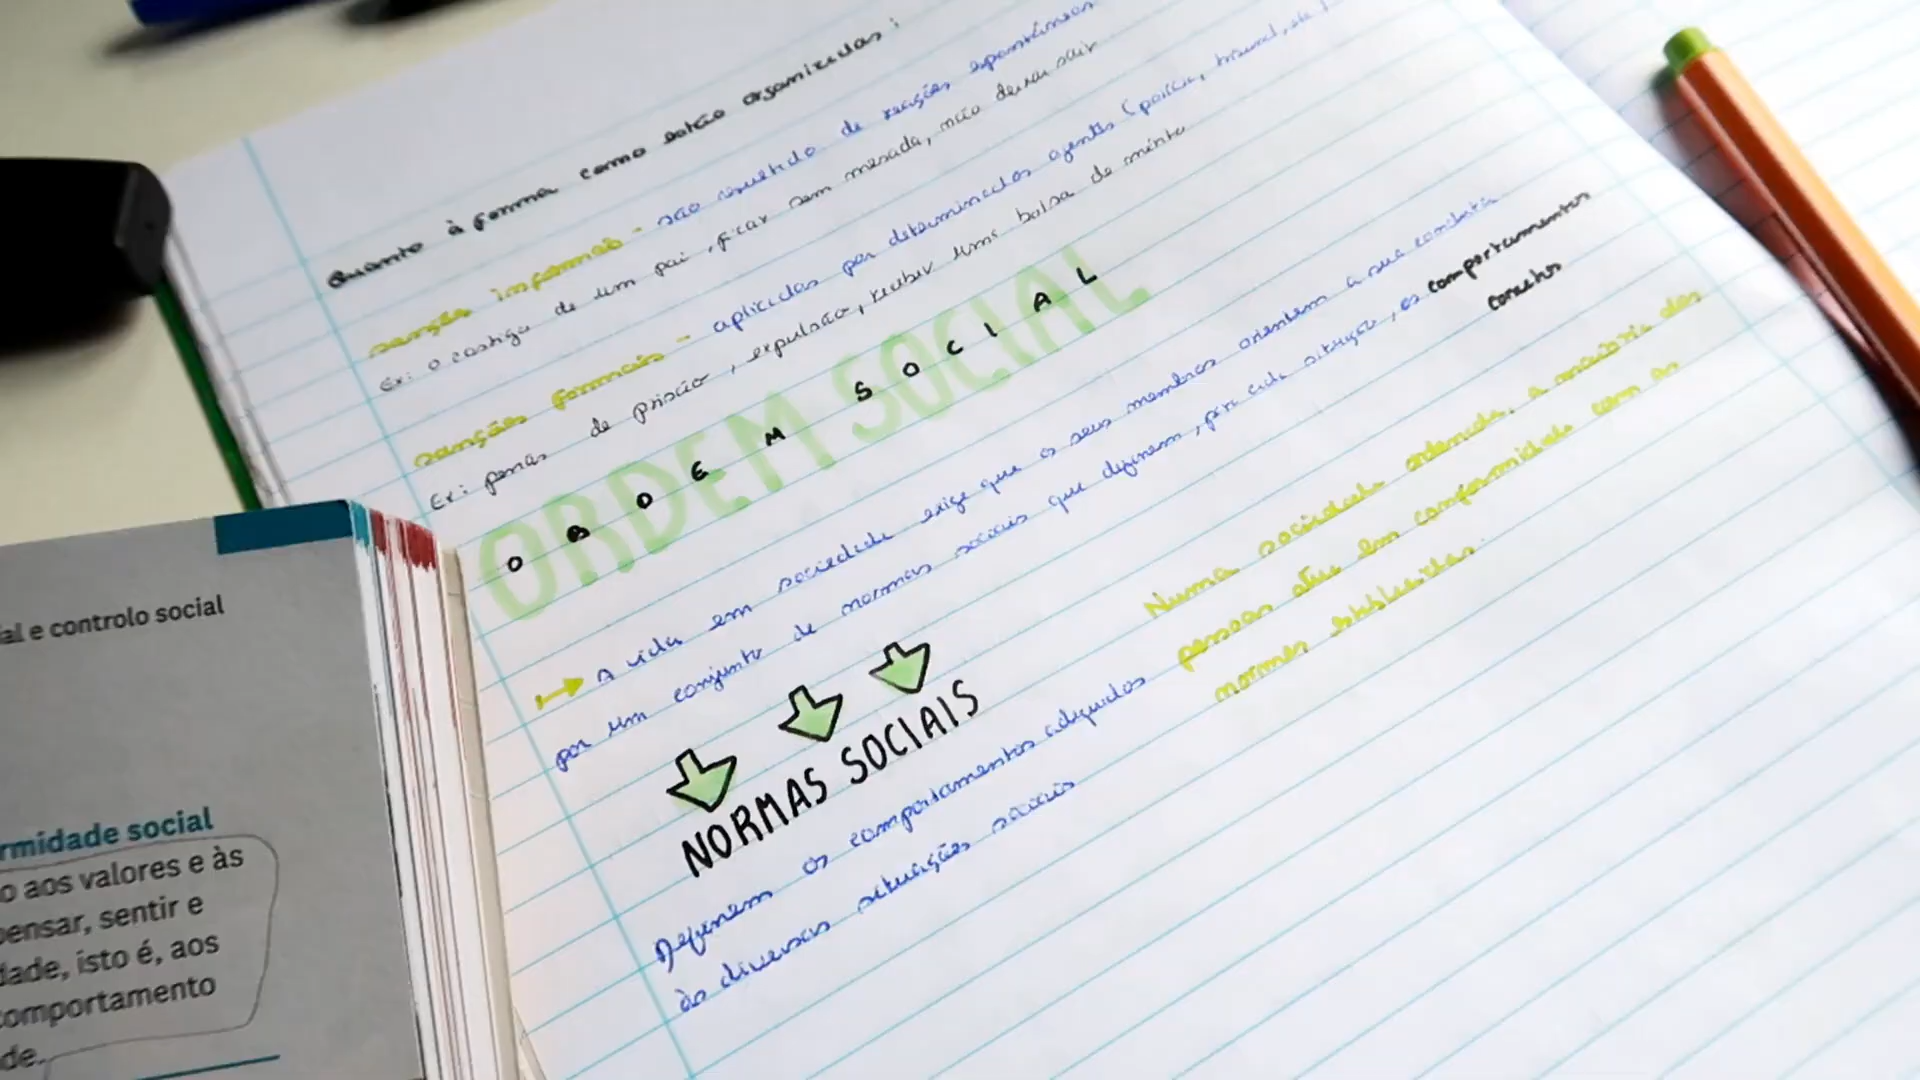 Quanto à forma como estão organizadas:
sanções informais - são resultado de reações espontâneas
Ex: o castigo de um pai, ficar sem mesada, não deixar sair
sanções formais - aplicadas por determinados agentes (polícia, tribunal, etc)
Ex: penas de prisão, expulsão, receber uma bolsa de mérito
ORDEM SOCIAL
ORDEM SOCIAL
A vida em sociedade exige que os seus membros orientem a sua conduta
por um conjunto de normas sociais que definem, para cada situação, os comportamentos
corretos
NORMAS SOCIAIS
Definem os comportamentos adequados
às diversas situações sociais
Numa sociedade ordenada, a maioria das
pessoas atua em conformidade com as
normas estabelecidas.
ial e controlo social
rmidade social
o aos valores e às
pensar, sentir e
dade, isto é, aos
comportamento
de.